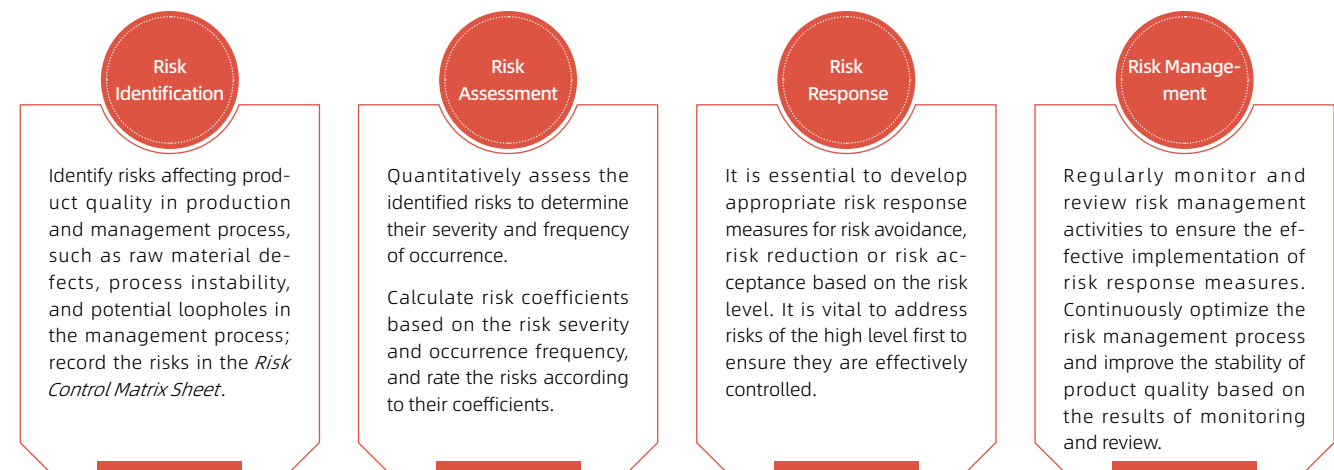 Risk
Identification
Identify risks affecting prod-
uct quality in production
and management process,
such as raw material de-
fects, process instability,
and potential loopholes in
the management process;
record the risks in the Risk
Control Matrix Sheet.
Risk
Assessment
Quantitatively assess the
identified risks to determine
their severity and frequency
of occurrence.
Calculate risk coefficients
based on the risk severity
and occurrence frequency,
and rate the risks according
to their coefficients.
Risk
Response
It is essential to develop
appropriate risk response
measures for risk avoidance,
risk reduction or risk ac-
ceptance based on the risk
level. It is vital to address
risks of the high level first to
ensure they are effectively
controlled.
Risk Manage-
ment
Regularly monitor and
review risk management
activities to ensure the ef-
fective implementation of
risk response measures.
Continuously optimize the
risk management process
and improve the stability of
product quality based on
the results of monitoring
and review.